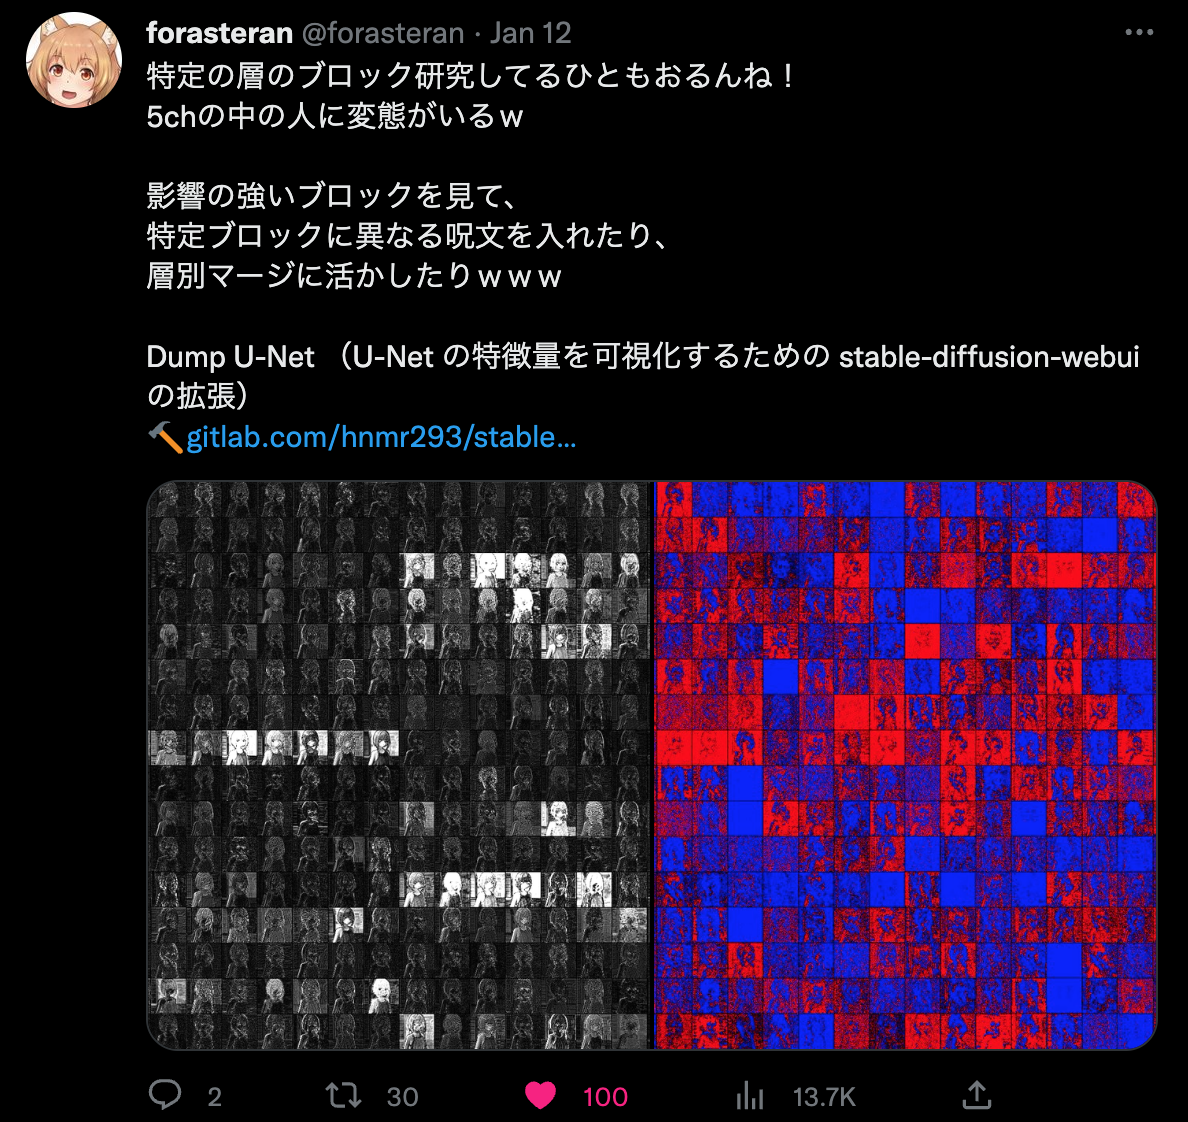 forasteran @forasteran · Jan 12
特定の層のブロック研究してるひともおるんね！
5chの中の人に変態がいるｗ
影響の強いブロックを見て、
特定ブロックに異なる呪文を入れたり、
層別マージに活かしたりｗｗｗ
Dump U-Net （U-Net の特徴量を可視化するための stable-diffusion-webui
の拡張）
gitlab.com/hnmr293/stable…
2 30 100 13.7K